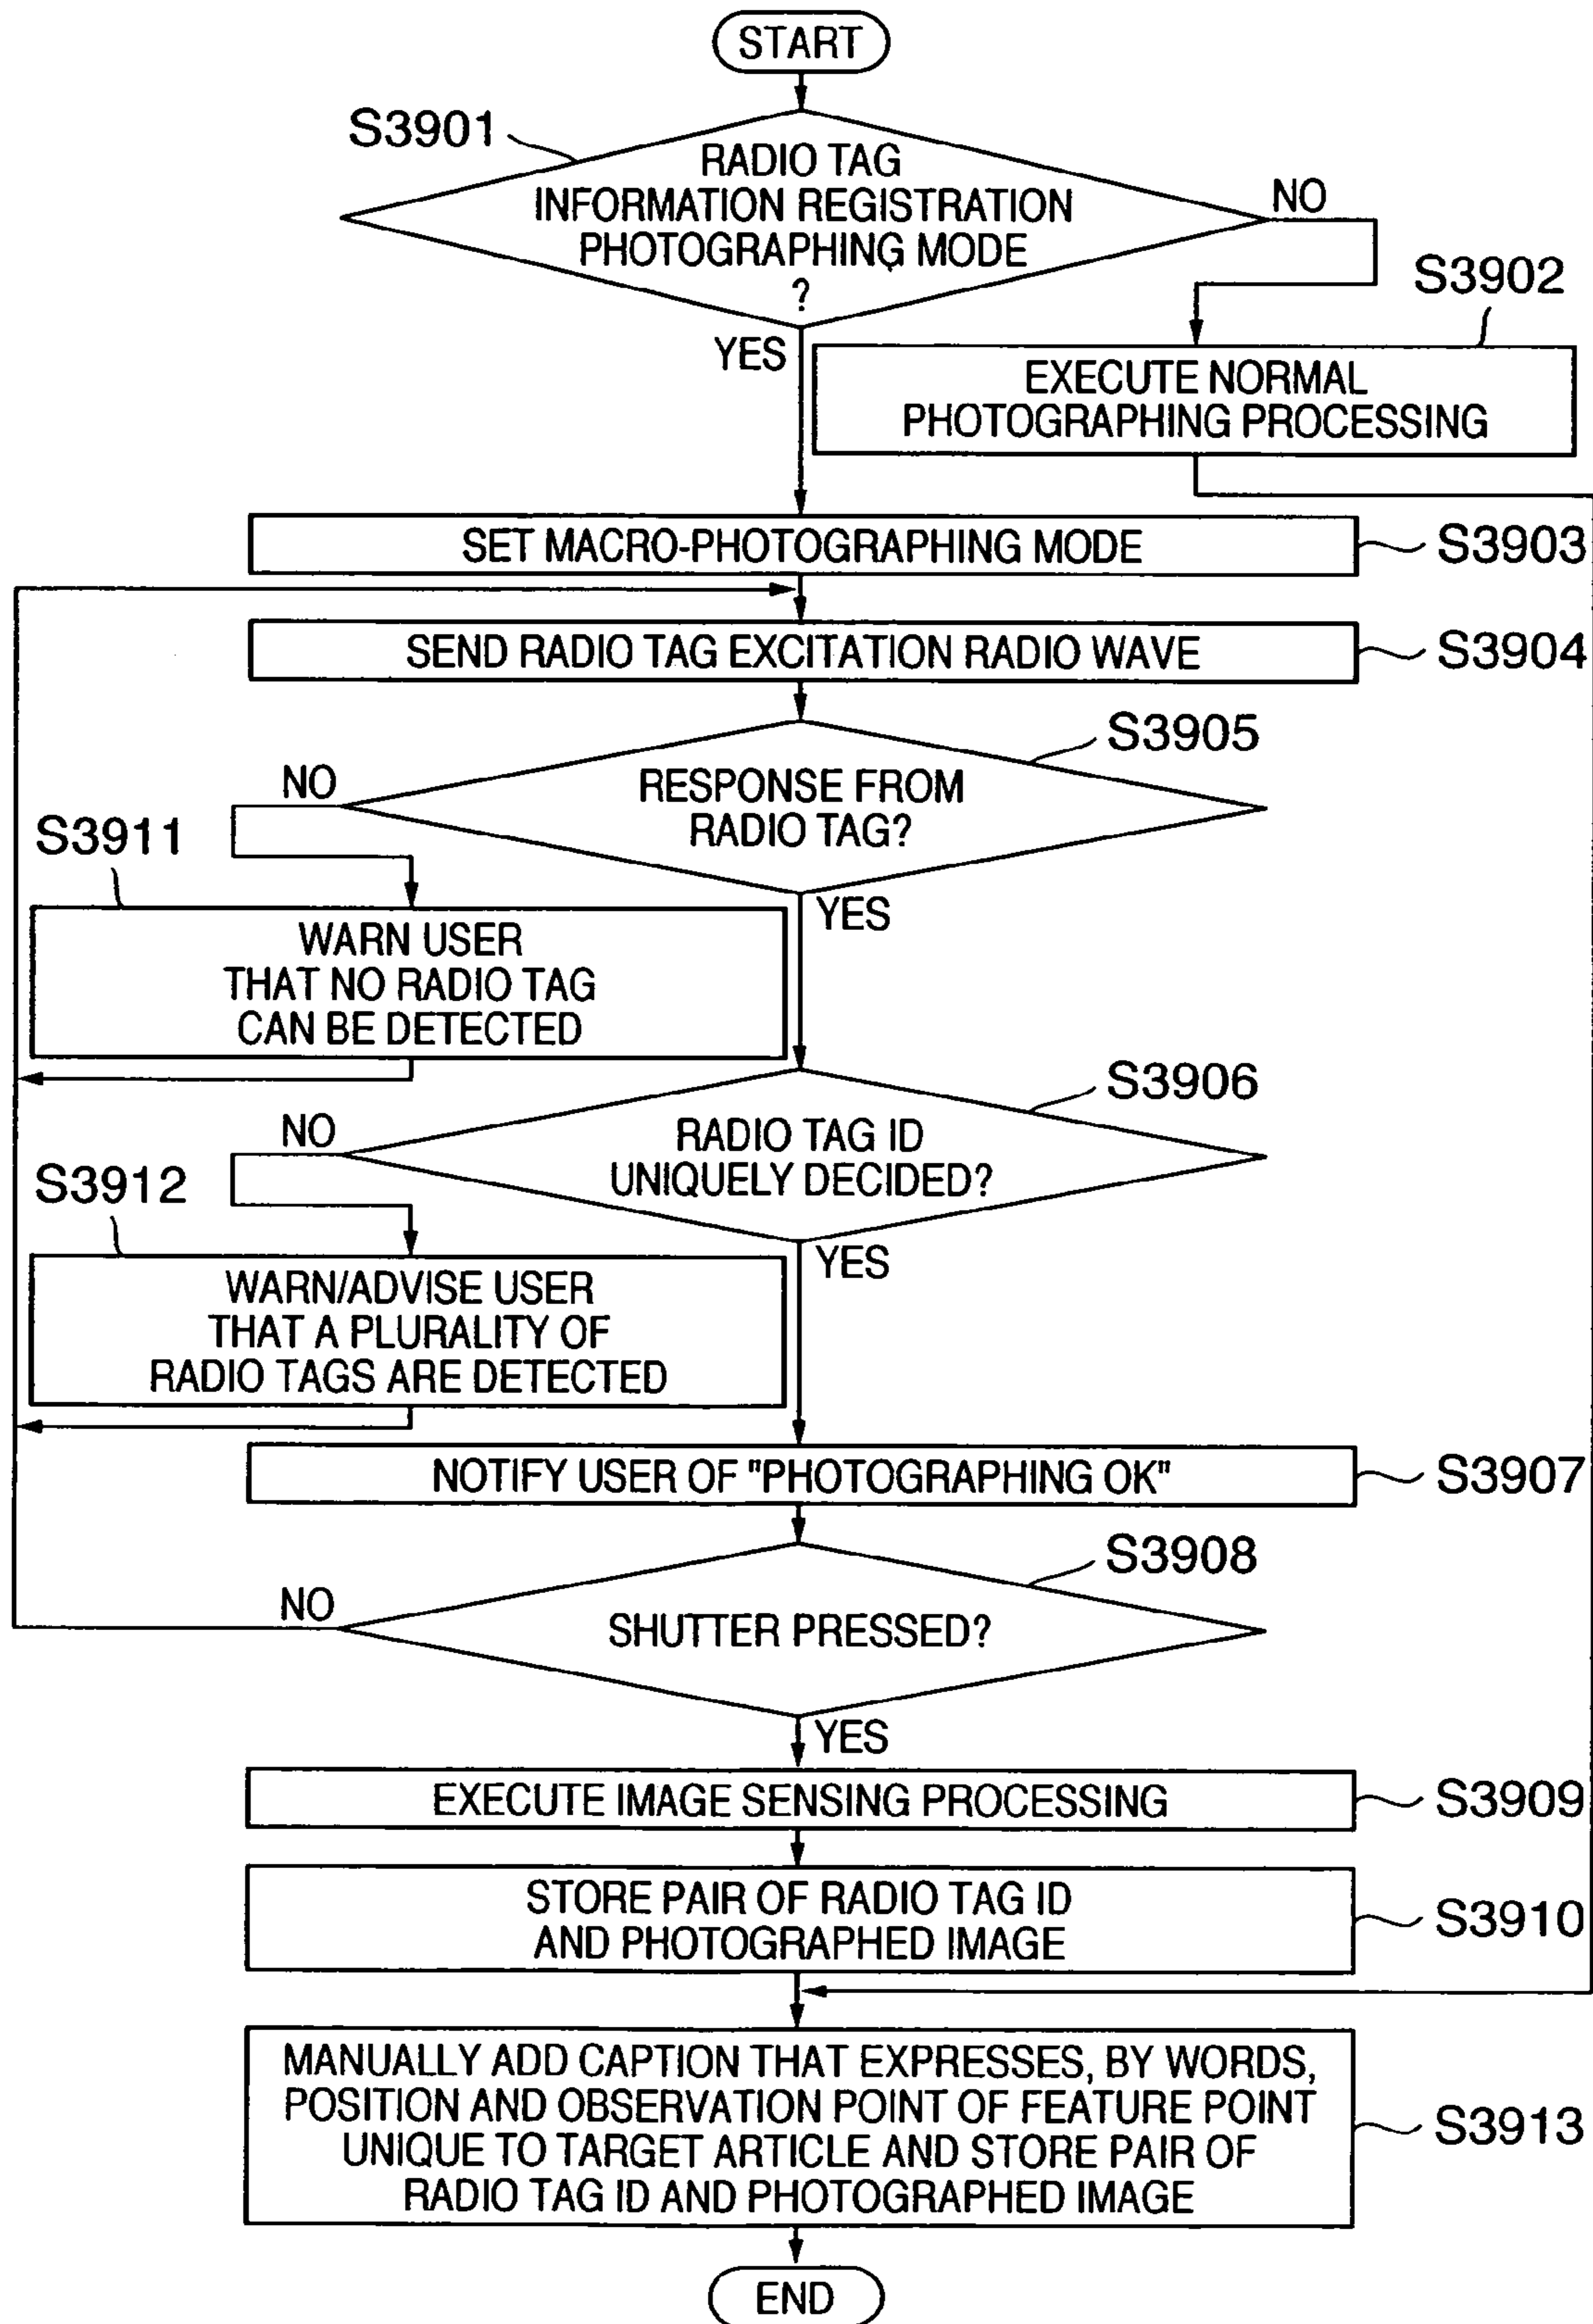 START
S3901
RADIO TAG
INFORMATION REGISTRATION
PHOTOGRAPHING MODE
?
NO
YES
S3902
EXECUTE NORMAL
PHOTOGRAPHING PROCESSING
SET MACRO-PHOTOGRAPHING MODE
S3903
SEND RADIO TAG EXCITATION RADIO WAVE
S3904
S3905
RESPONSE FROM
RADIO TAG?
NO
YES
S3911
WARN USER
THAT NO RADIO TAG
CAN BE DETECTED
S3906
RADIO TAG ID
UNIQUELY DECIDED?
NO
YES
S3912
WARN/ADVISE USER
THAT A PLURALITY OF
RADIO TAGS ARE DETECTED
NOTIFY USER OF "PHOTOGRAPHING OK"
S3907
S3908
SHUTTER PRESSED?
NO
YES
EXECUTE IMAGE SENSING PROCESSING
S3909
STORE PAIR OF RADIO TAG ID
AND PHOTOGRAPHED IMAGE
S3910
MANUALLY ADD CAPTION THAT EXPRESSES, BY WORDS,
POSITION AND OBSERVATION POINT OF FEATURE POINT
UNIQUE TO TARGET ARTICLE AND STORE PAIR OF
RADIO TAG ID AND PHOTOGRAPHED IMAGE
S3913
END